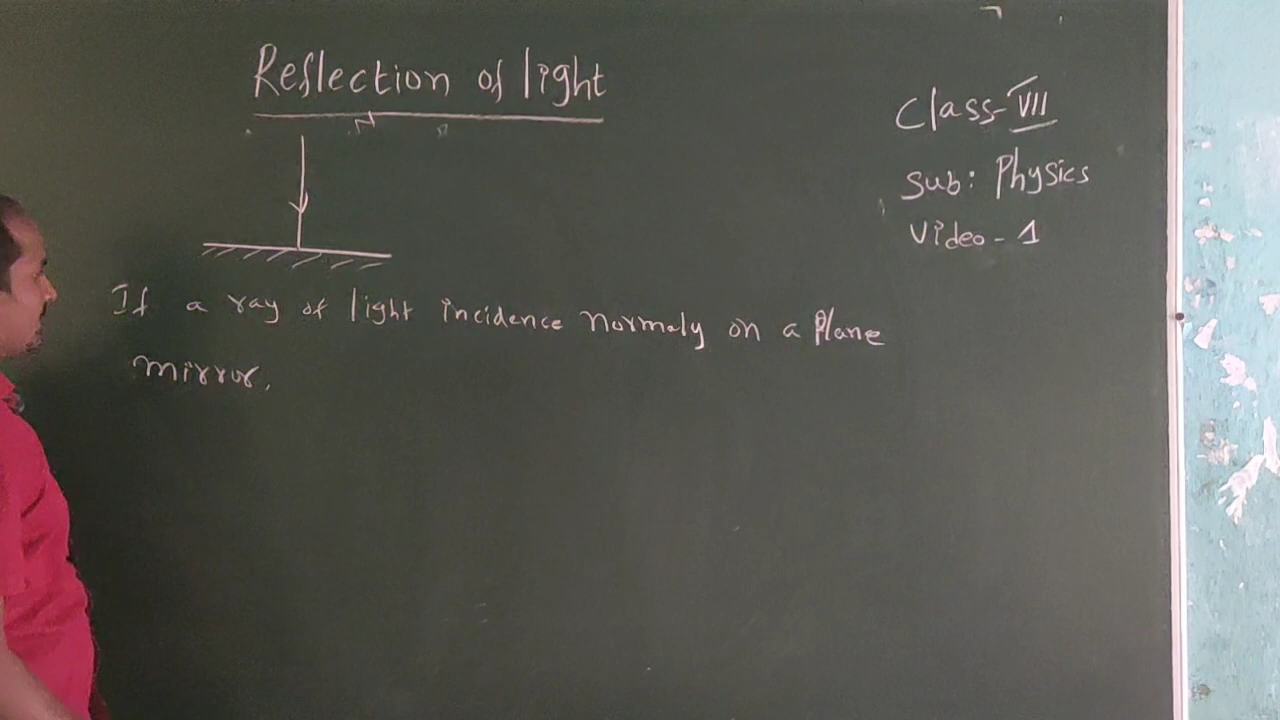 Reflection of light
Class-VII
Sub: Physics
Video-1
N
If a ray of light incidence normaly on a Plane
mirror.